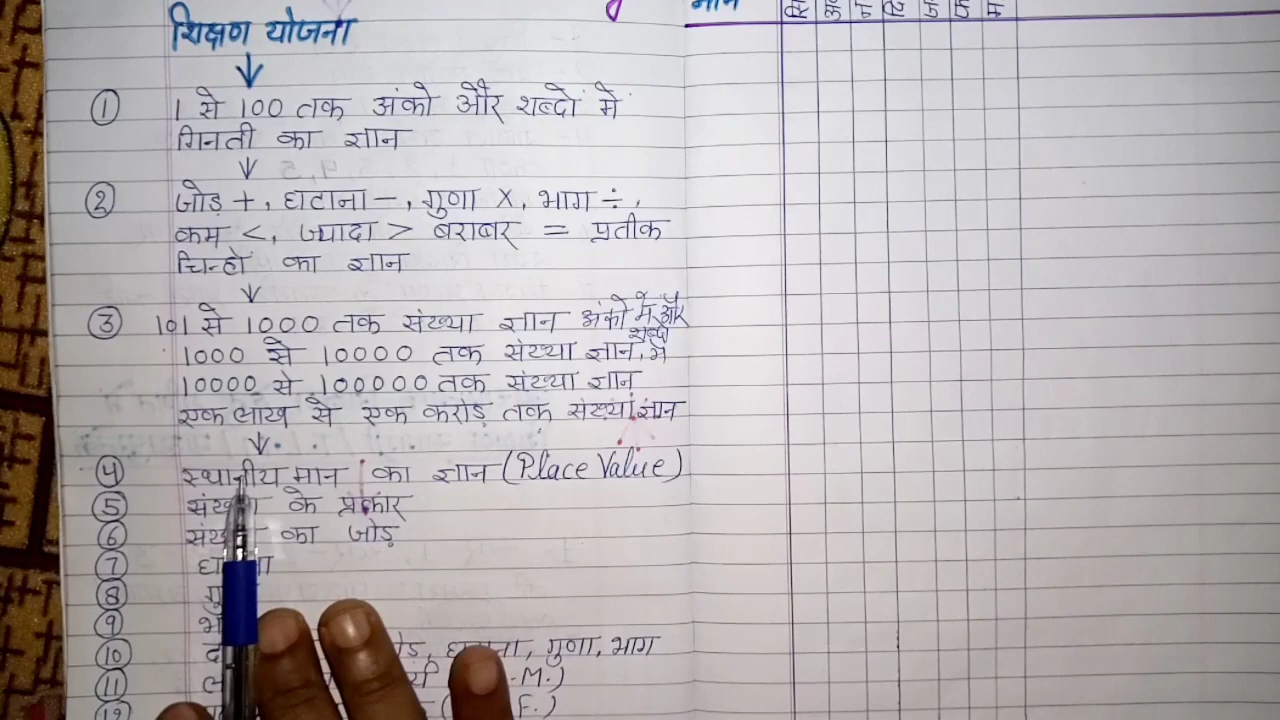 शिक्षण योजना
① 1 से 100 तक अंको और शब्दों में
गिनती का ज्ञान
② जोड़ +, घटाना −, गुणा ×, भाग ÷,
कम <, ज्यादा > बराबर = प्रतीक
चिन्हों का ज्ञान
③ 101 से 1000 तक संख्या ज्ञान अंको में और
शब्दों में
1000 से 10000 तक संख्या ज्ञान,
10000 से 100000 तक संख्या ज्ञान
एक लाख से एक करोड़ तक संख्या ज्ञान
④ स्थानीय मान का ज्ञान (Place Value)
⑤ संख्या के प्रकार
⑥ का जोड़
⑦
⑧
⑨
⑩ घटाना, गुणा, भाग
⑪ .M.)
⑫ F.)
मान